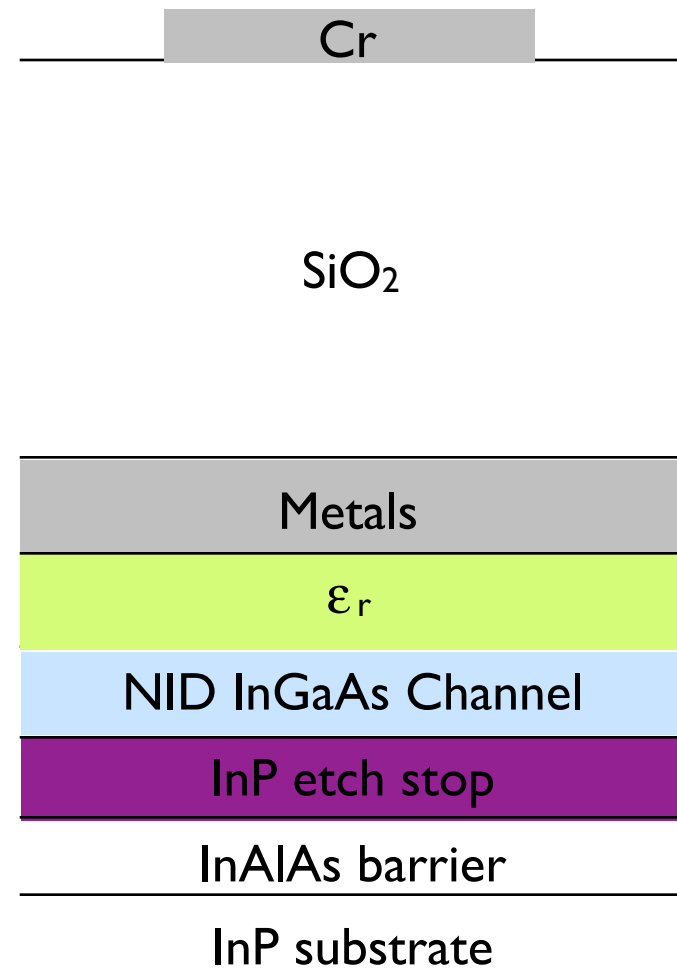 Cr
SiO₂
Metals
εᵣ
NID InGaAs Channel
InP etch stop
InAlAs barrier
InP substrate